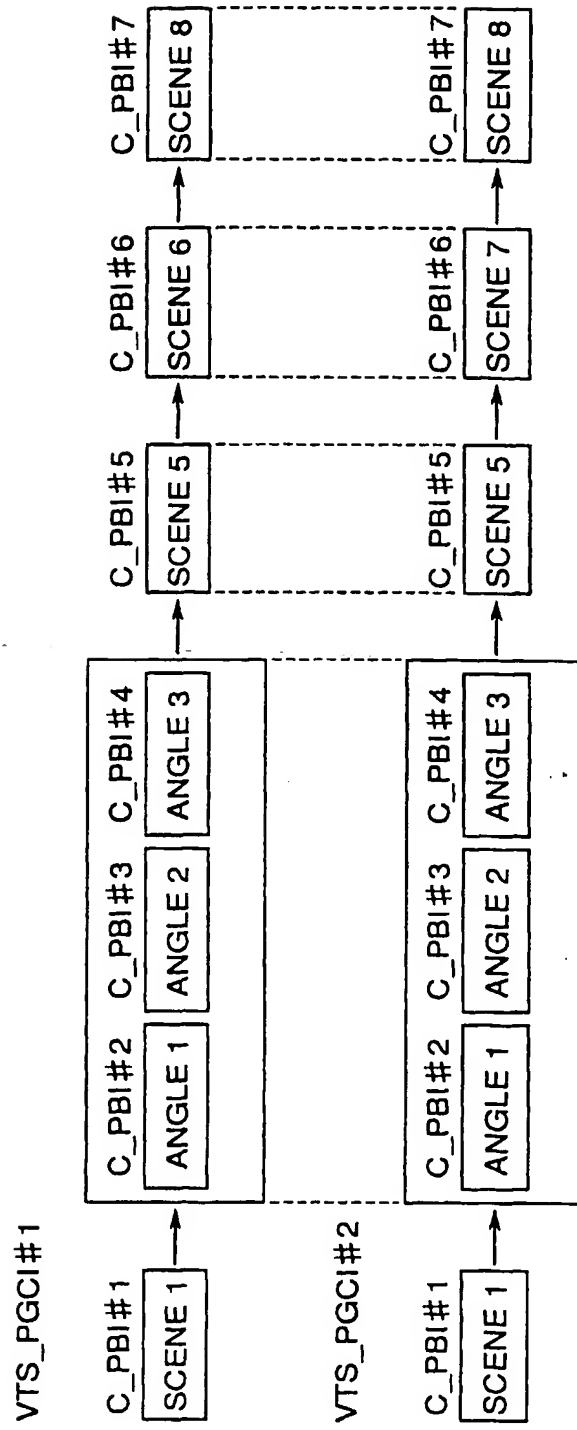 VTS_PGCI#1
C_PBI#1 C_PBI#2 C_PBI#3 C_PBI#4 C_PBI#5 C_PBI#6 C_PBI#7
SCENE 1 ANGLE 1 ANGLE 2 ANGLE 3 SCENE 5 SCENE 6 SCENE 8
VTS_PGCI#2
C_PBI#1 C_PBI#2 C_PBI#3 C_PBI#4 C_PBI#5 C_PBI#6 C_PBI#7
SCENE 1 ANGLE 1 ANGLE 2 ANGLE 3 SCENE 5 SCENE 7 SCENE 8